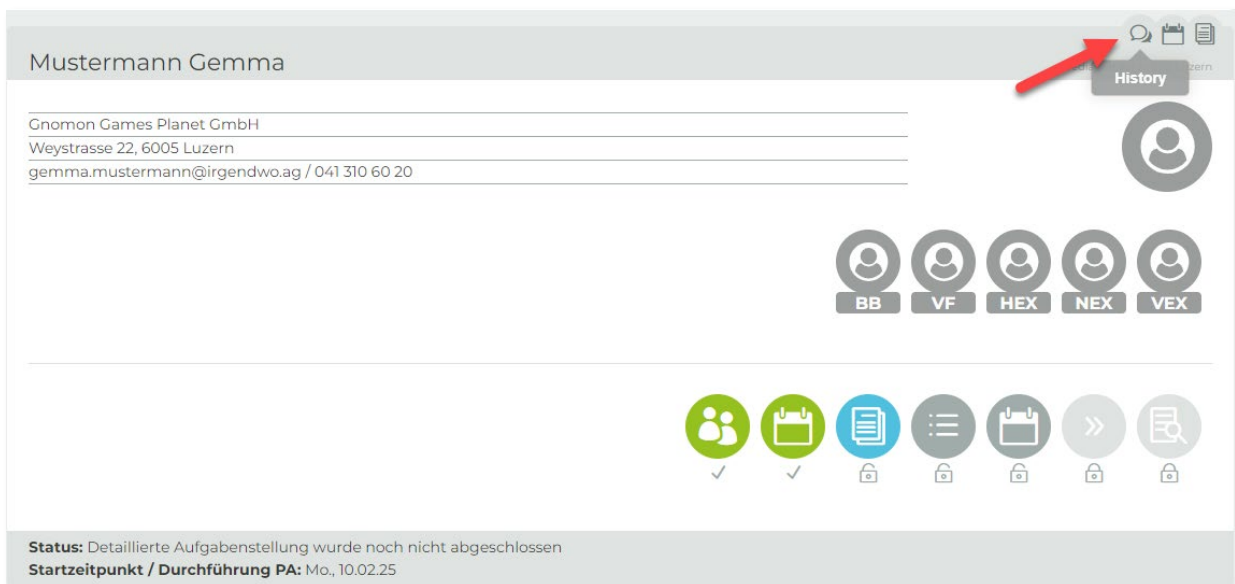 Mustermann Gemma
History
Gnomon Games Planet GmbH
Weystrasse 22, 6005 Luzern
gemma.mustermann@irgendwo.ag / 041 310 60 20
BB VF HEX NEX VEX
Status: Detaillierte Aufgabenstellung wurde noch nicht abgeschlossen
Startzeitpunkt / Durchführung PA: Mo., 10.02.25